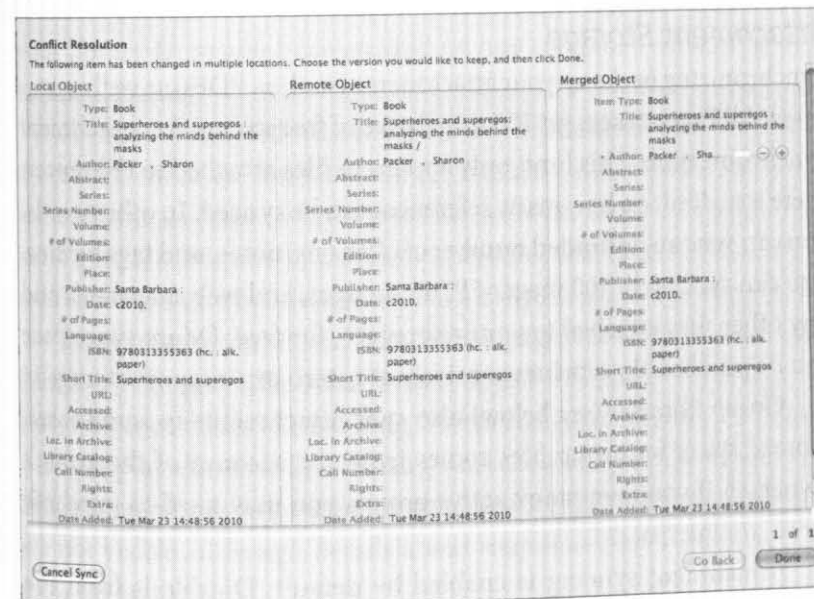 Conflict Resolution
The following item has been changed in multiple locations. Choose the version you would like to keep, and then click Done.
Local Object
Type: Book
Title: Superheroes and superegos :
analyzing the minds behind the
masks
Author: Packer , Sharon
Abstract:
Series:
Series Number:
Volume:
# of Volumes:
Edition:
Place:
Publisher: Santa Barbara :
Date: c2010.
# of Pages:
Language:
ISBN: 9780313355363 (hc. : alk.
paper)
Short Title: Superheroes and superegos
URL:
Accessed:
Archive:
Loc. in Archive:
Library Catalog:
Call Number:
Rights:
Extra:
Date Added: Tue Mar 23 14:48:56 2010
Remote Object
Type: Book
Title: Superheroes and superegos:
analyzing the minds behind the
masks /
Author: Packer , Sharon
Abstract:
Series:
Series Number:
Volume:
# of Volumes:
Edition:
Place:
Publisher: Santa Barbara :
Date: c2010.
# of Pages:
Language:
ISBN: 9780313355363 (hc. : alk.
paper)
Short Title: Superheroes and superegos
URL:
Accessed:
Archive:
Loc. in Archive:
Library Catalog:
Call Number:
Rights:
Extra:
Date Added: Tue Mar 23 14:48:56 2010
Merged Object
Item Type: Book
Title: Superheroes and superegos :
analyzing the minds behind the
masks
Author: Packer , Sha...
Abstract:
Series:
Series Number:
Volume:
# of Volumes:
Edition:
Place:
Publisher: Santa Barbara :
Date: c2010.
# of Pages:
Language:
ISBN: 9780313355363 (hc. : alk.
paper)
Short Title: Superheroes and superegos
URL:
Accessed:
Archive:
Loc. in Archive:
Library Catalog:
Call Number:
Rights:
Extra:
Date Added: Tue Mar 23 14:48:56 2010
1 of 1
Cancel Sync
Go Back
Done